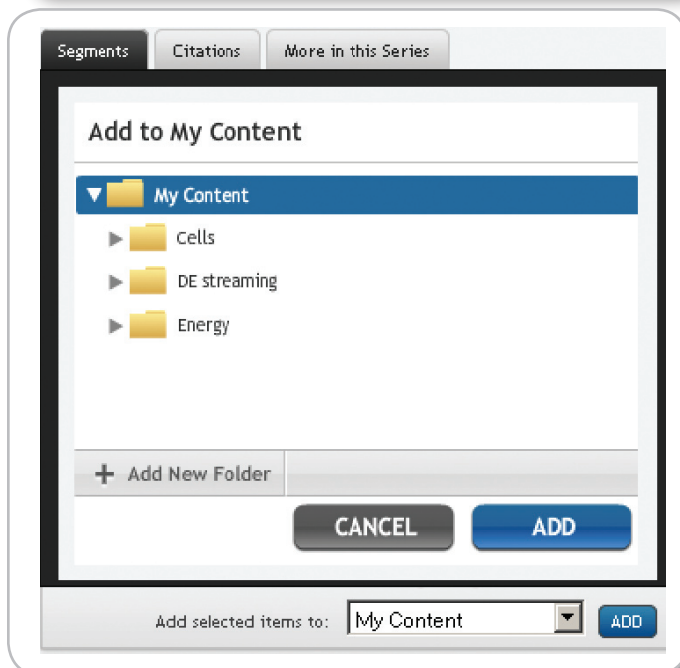 Segments Citations More in this Series
Add to My Content
My Content
Cells
DE streaming
Energy
+ Add New Folder
CANCEL ADD
Add selected items to: My Content ADD